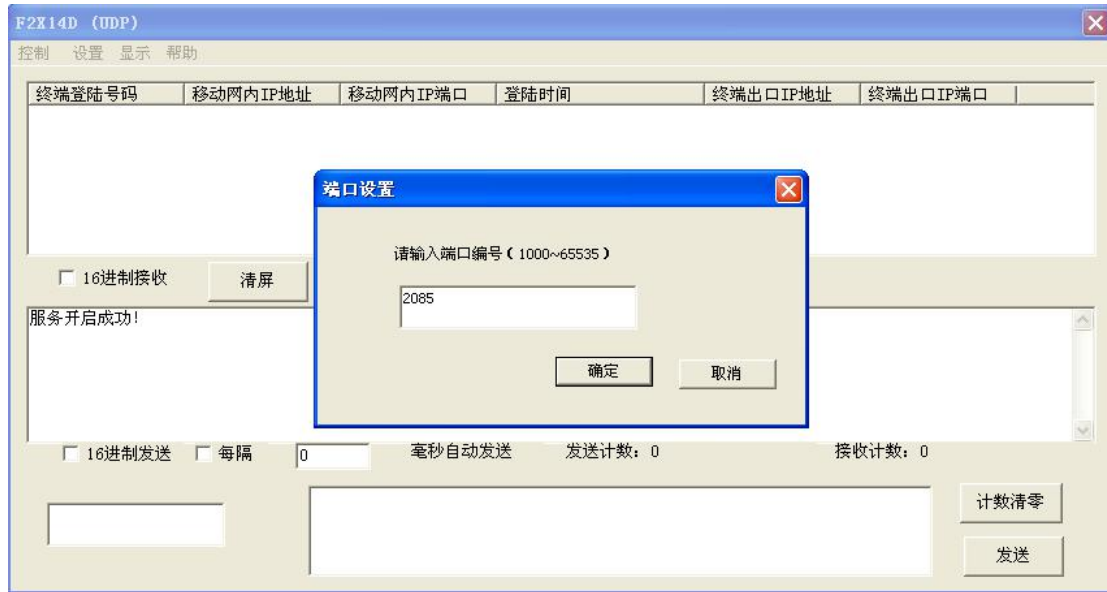 F2X14D (UDP)
控制 设置 显示 帮助
终端登陆号码 移动网内IP地址 移动网内IP端口 登陆时间 终端出口IP地址 终端出口IP端口
端口设置
请输入端口编号(1000~65535)
2085
确定 取消
16进制接收 清屏
服务开启成功!
16进制发送 每隔 0 毫秒自动发送 发送计数: 0 接收计数: 0
计数清零
发送